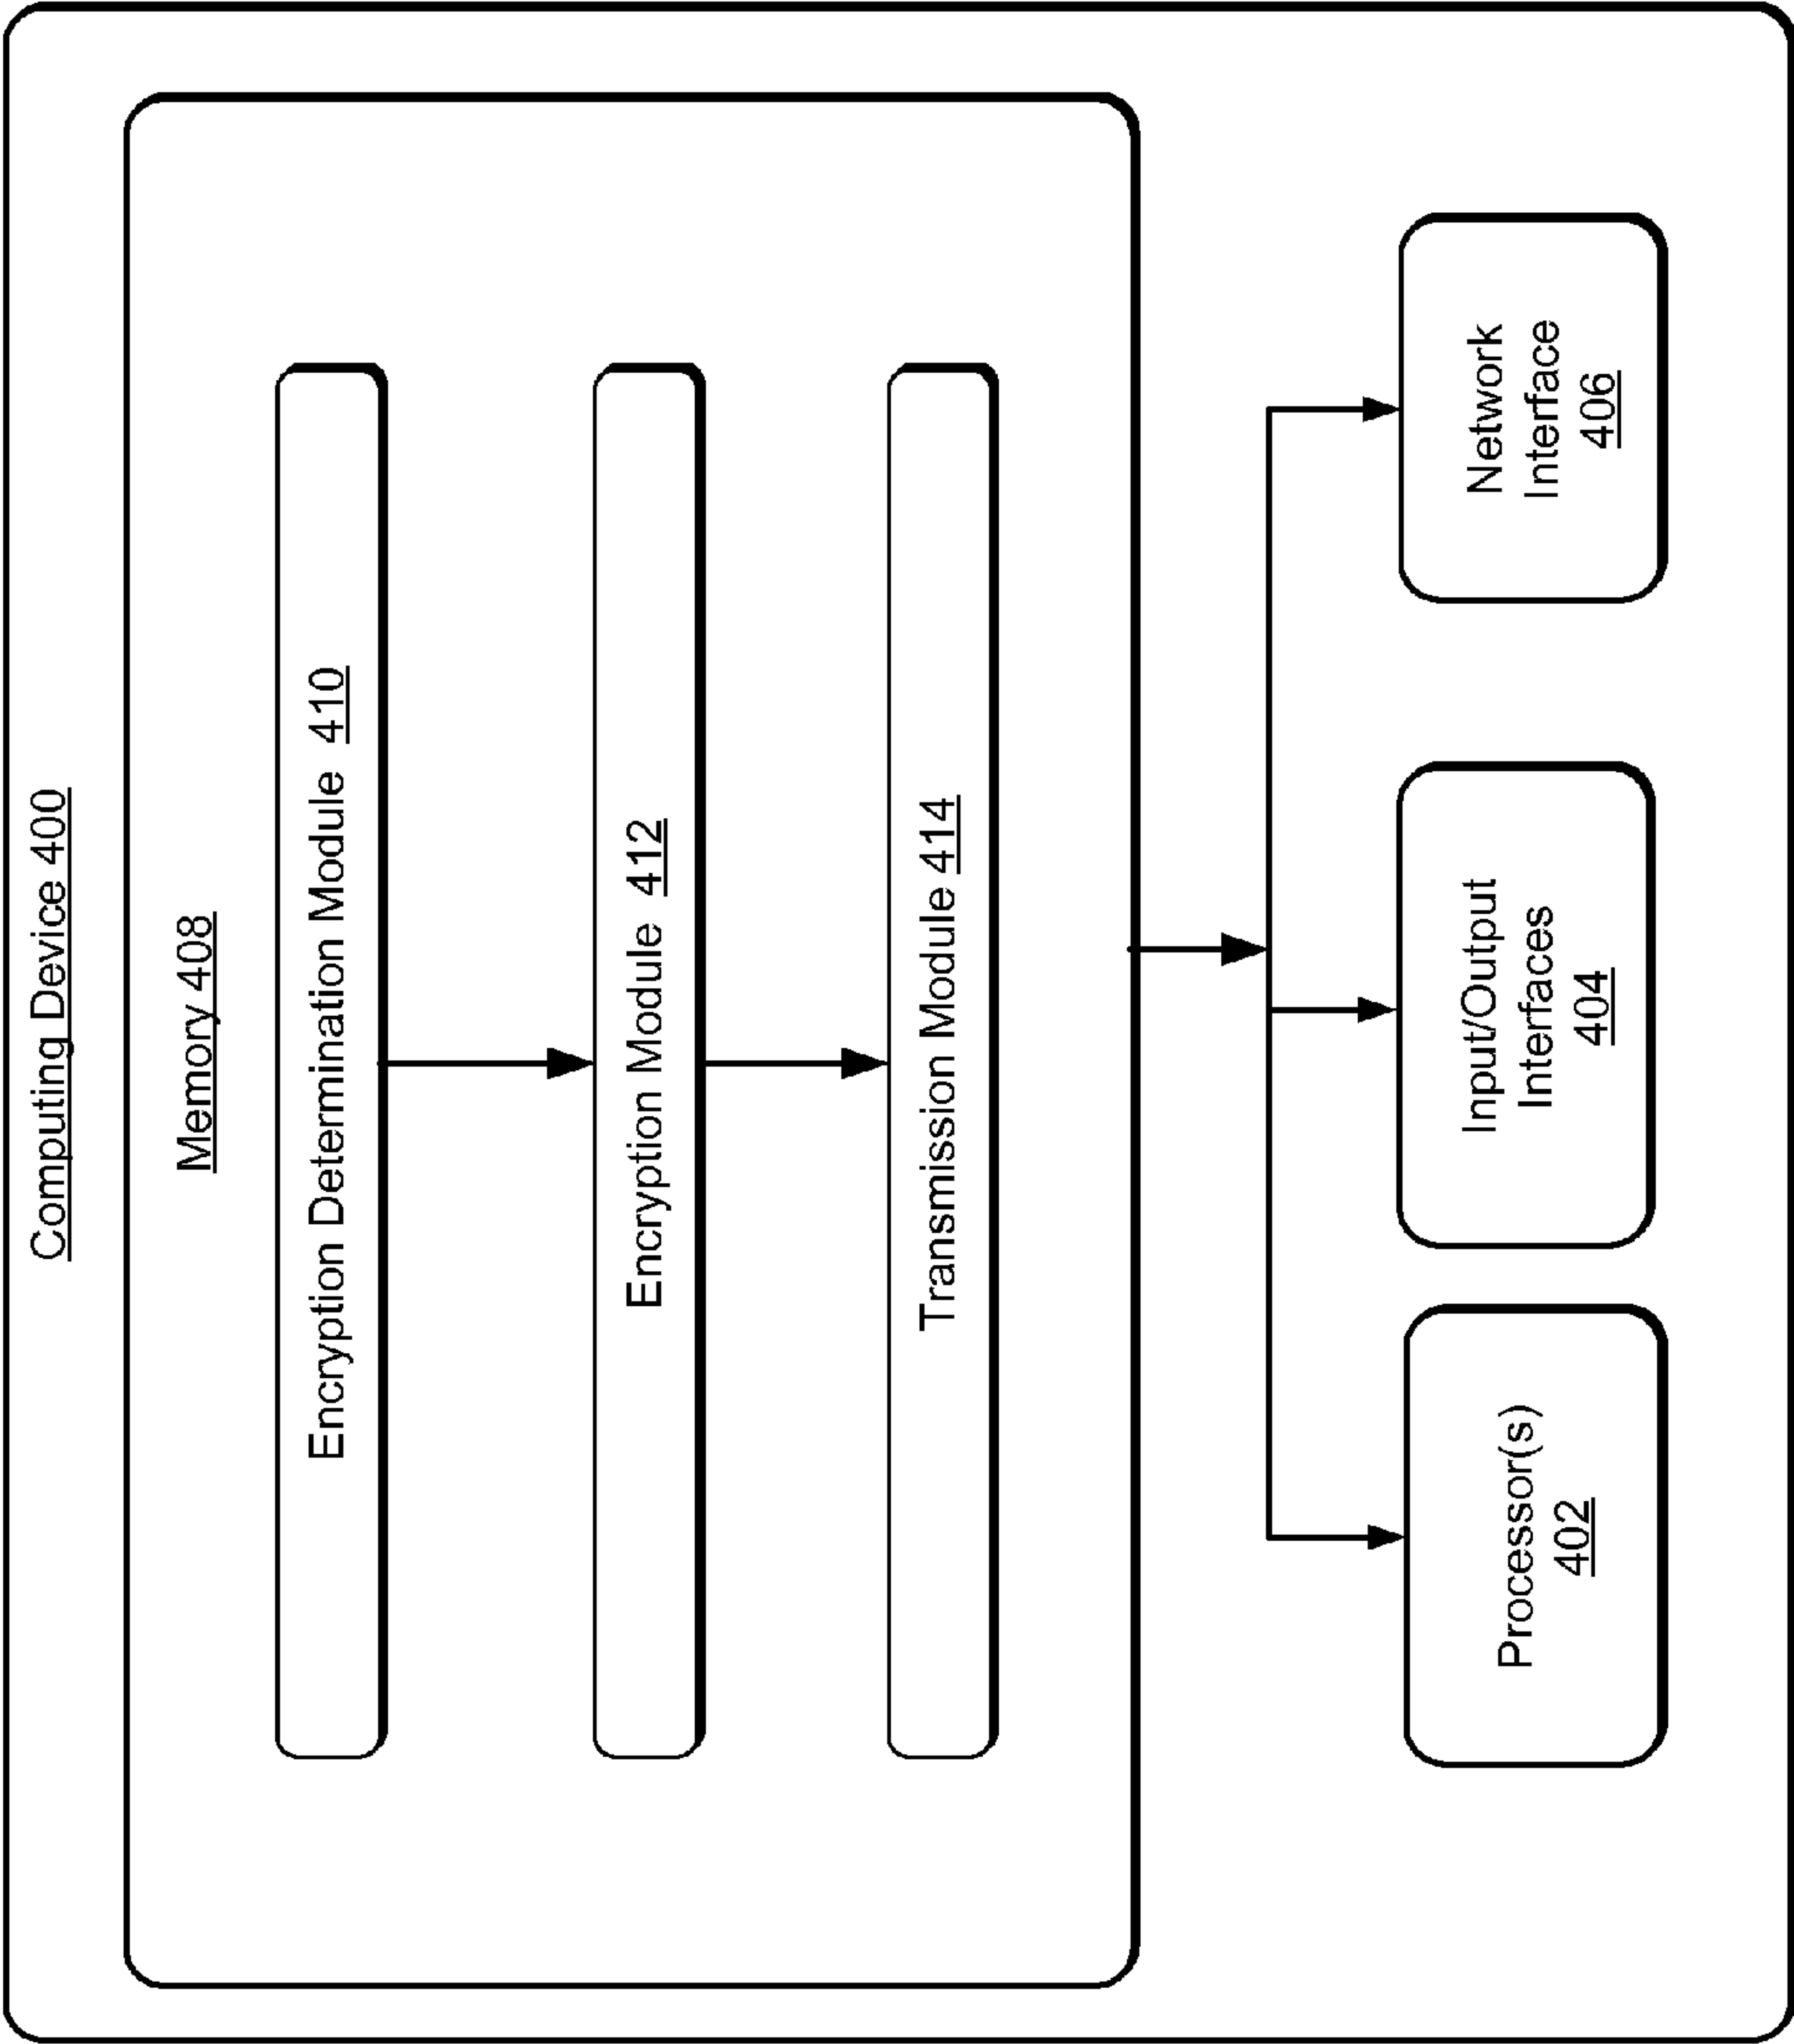 Computing Device 400
Memory 408
Encryption Determination Module 410
Encryption Module 412
Transmission Module 414
Processor(s)
402
Input/Output
Interfaces
404
Network
Interface
406